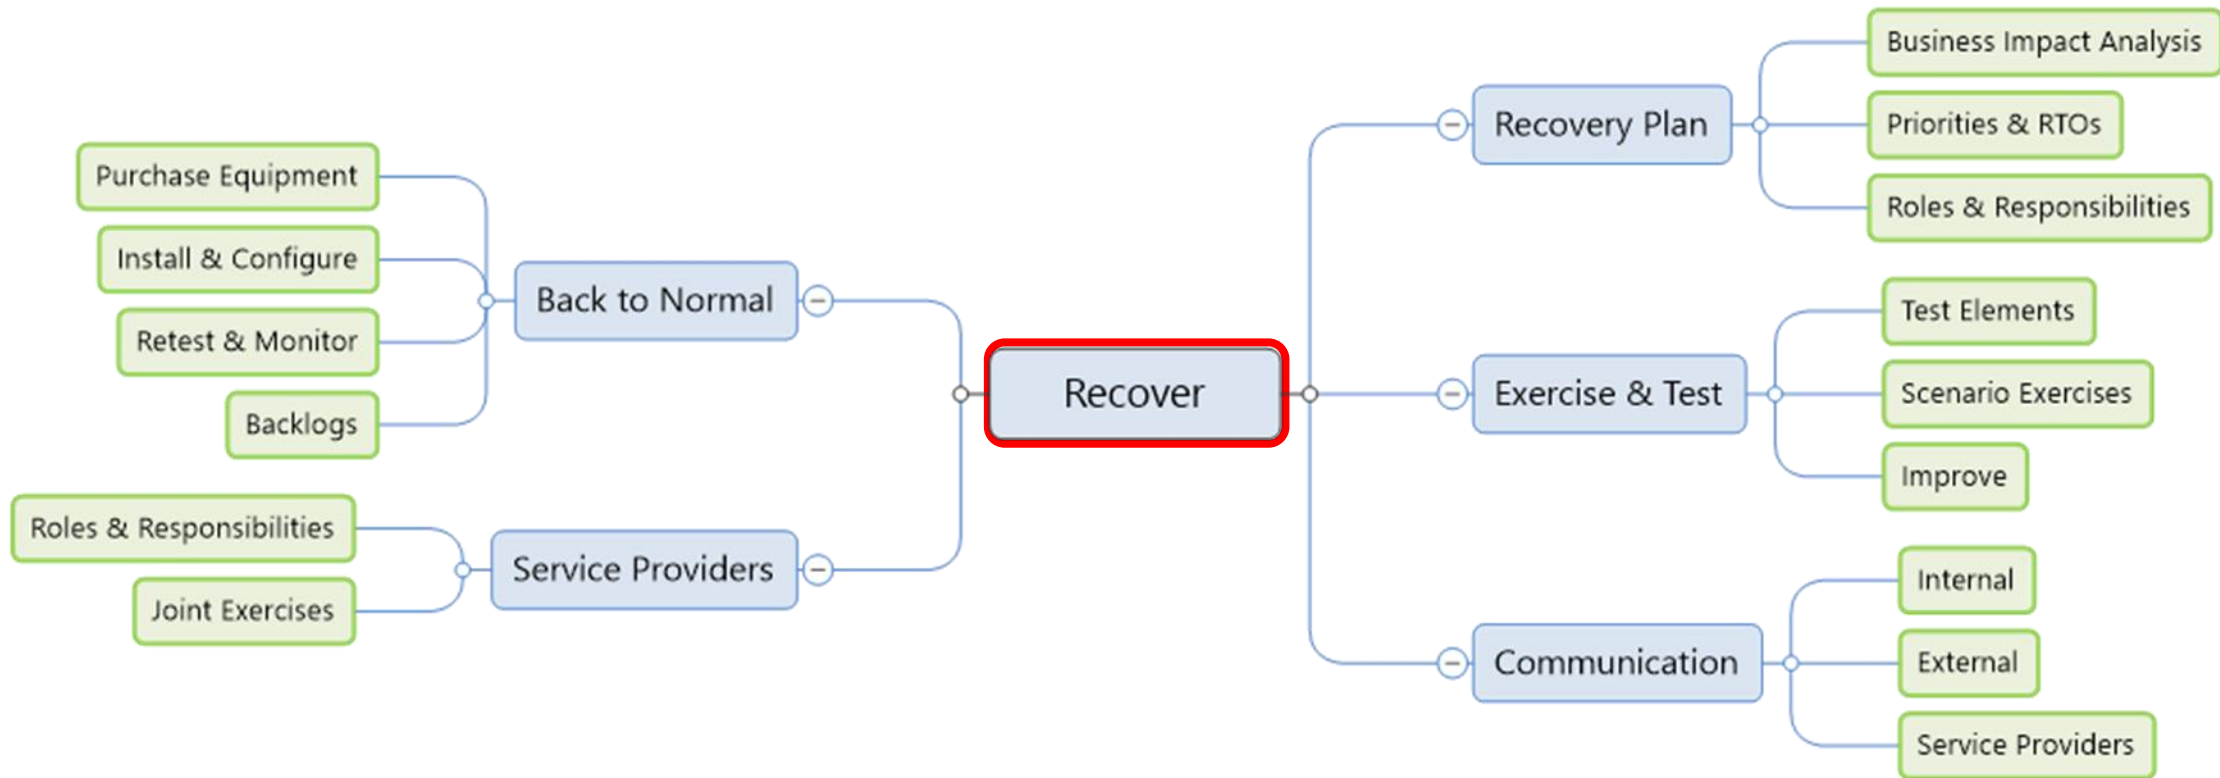 Recover
Recovery Plan
Business Impact Analysis
Priorities & RTOs
Roles & Responsibilities
Exercise & Test
Test Elements
Scenario Exercises
Improve
Communication
Internal
External
Service Providers
Back to Normal
Purchase Equipment
Install & Configure
Retest & Monitor
Backlogs
Service Providers
Roles & Responsibilities
Joint Exercises